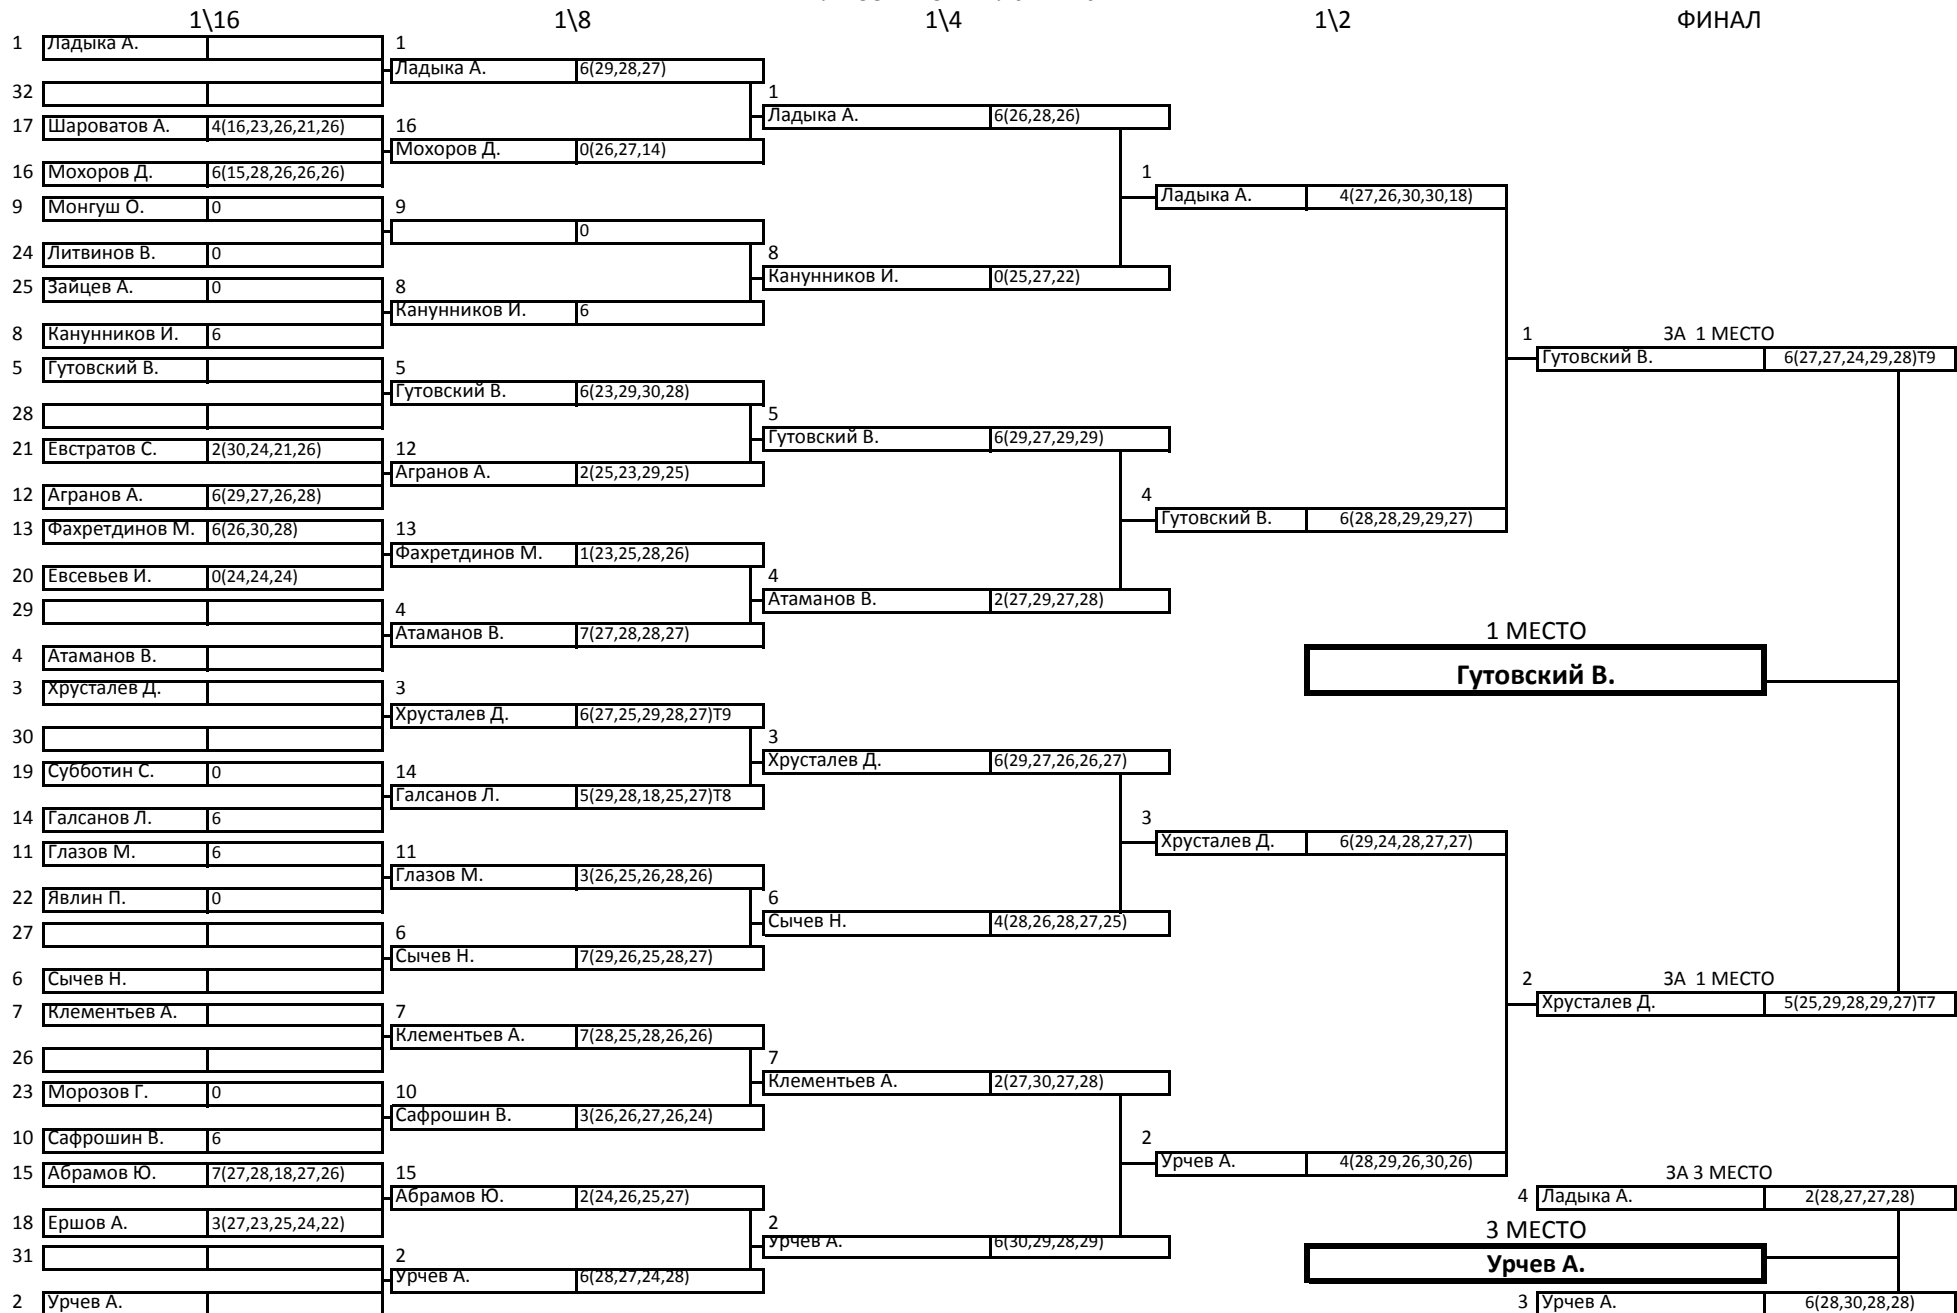 1\16 1\8 1\4 1\2 ФИНАЛ
1 Ладыка А. 1
Ладыка А. 6(29,28,27)
32 1
Ладыка А. 6(26,28,26)
17 Шароватов А. 4(16,23,26,21,26) 16
Мохоров Д. 0(26,27,14)
16 Мохоров Д. 6(15,28,26,26,26) 1
Ладыка А. 4(27,26,30,30,18)
9 Монгуш О. 0 9
0
24 Литвинов В. 0 8
Канунников И. 0(25,27,22)
25 Зайцев А. 0 8
Канунников И. 6
8 Канунников И. 6 1 ЗА 1 МЕСТО
Гутовский В. 6(27,27,24,29,28)Т9
5 Гутовский В. 5
Гутовский В. 6(23,29,30,28)
28 5
Гутовский В. 6(29,27,29,29)
21 Евстратов С. 2(30,24,21,26) 12
Агранов А. 2(25,23,29,25)
12 Агранов А. 6(29,27,26,28) 4
Гутовский В. 6(28,28,29,29,27)
13 Фахретдинов М. 6(26,30,28) 13
Фахретдинов М. 1(23,25,28,26)
20 Евсевьев И. 0(24,24,24) 4
Атаманов В. 2(27,29,27,28)
29 4
Атаманов В. 7(27,28,28,27)
1 МЕСТО
4 Атаманов В.
Гутовский В.
3 Хрусталев Д. 3
Хрусталев Д. 6(27,25,29,28,27)Т9
30 3
Хрусталев Д. 6(29,27,26,26,27)
19 Субботин С. 0 14
Галсанов Л. 5(29,28,18,25,27)Т8
14 Галсанов Л. 6 3
Хрусталев Д. 6(29,24,28,27,27)
11 Глазов М. 6 11
Глазов М. 3(26,25,26,28,26)
22 Явлин П. 0 6
Сычев Н. 4(28,26,28,27,25)
27 6
Сычев Н. 7(29,26,25,28,27)
6 Сычев Н. 2 ЗА 1 МЕСТО
Хрусталев Д. 5(25,29,28,29,27)Т7
7 Клементьев А. 7
Клементьев А. 7(28,25,28,26,26)
26 7
Клементьев А. 2(27,30,27,28)
23 Морозов Г. 0 10
Сафрошин В. 3(26,26,27,26,24)
10 Сафрошин В. 6 2
Урчев А. 4(28,29,26,30,26)
15 Абрамов Ю. 7(27,28,18,27,26) 15 ЗА 3 МЕСТО
Абрамов Ю. 2(24,26,25,27) 4 Ладыка А. 2(28,27,27,28)
18 Ершов А. 3(27,23,25,24,22) 2 3 МЕСТО
Урчев А. 6(30,29,28,29)
31 2 Урчев А.
Урчев А. 6(28,27,24,28)
2 Урчев А. 3 Урчев А. 6(28,30,28,28)